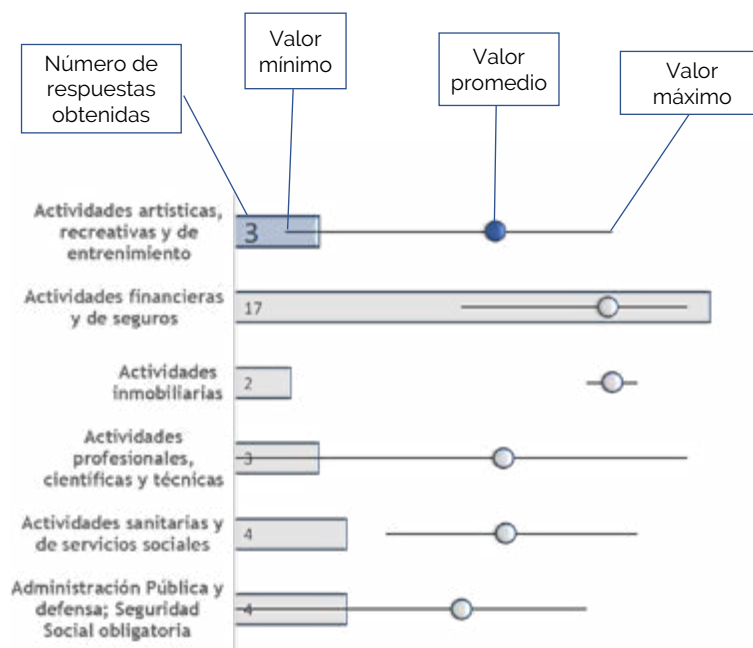 Número de
respuestas
obtenidas
Valor
mínimo
Valor
promedio
Valor
máximo
Actividades artísticas,
recreativas y de
entrenimiento
3
Actividades financieras
y de seguros
17
Actividades
inmobiliarias
2
Actividades
profesionales,
científicas y técnicas
3
Actividades sanitarias y
de servicios sociales
4
Administración Pública y
defensa; Seguridad
Social obligatoria
4